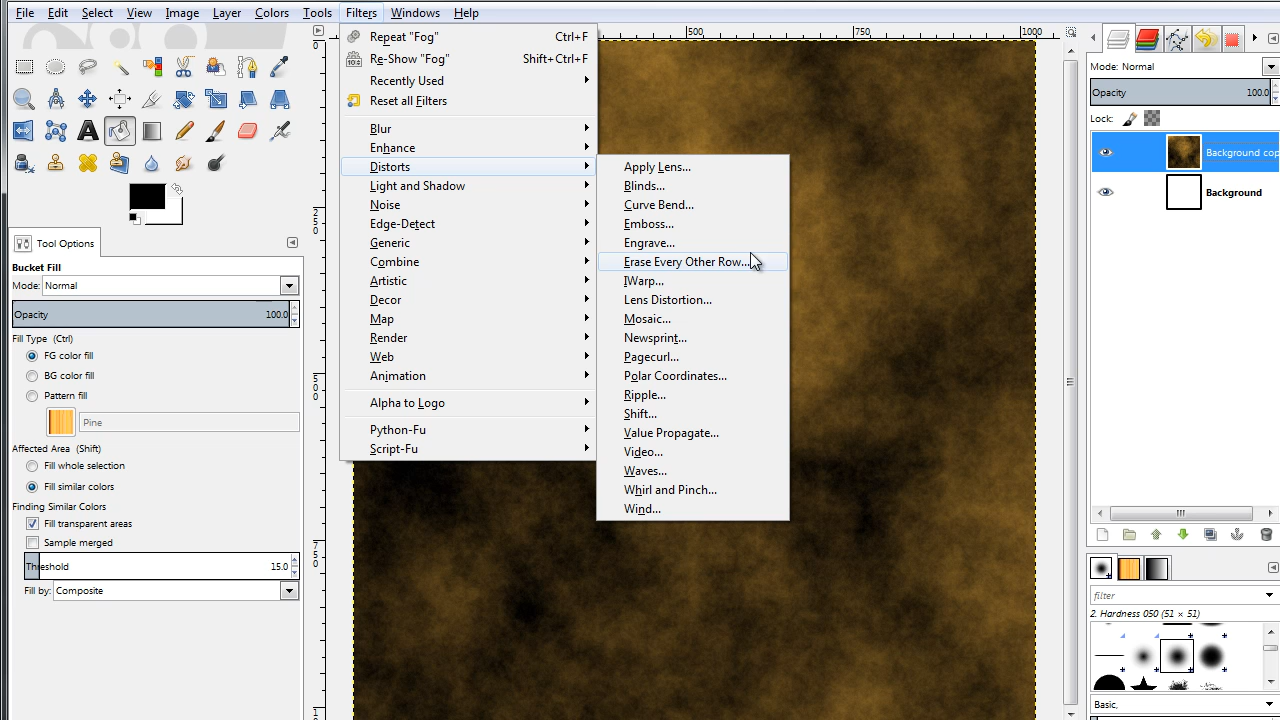 File Edit Select View Image Layer Colors Tools Filters Windows Help
Repeat "Fog" Ctrl+F
Re-Show "Fog" Shift+Ctrl+F
Recently Used
Reset all Filters
Blur
Enhance
Distorts
Light and Shadow
Noise
Edge-Detect
Generic
Combine
Artistic
Decor
Map
Render
Web
Animation
Alpha to Logo
Python-Fu
Script-Fu
Apply Lens...
Blinds...
Curve Bend...
Emboss...
Engrave...
Erase Every Other Row...
IWarp...
Lens Distortion...
Mosaic...
Newsprint...
Pagecurl...
Polar Coordinates...
Ripple...
Shift...
Value Propagate...
Video...
Waves...
Whirl and Pinch...
Wind...
Tool Options
Bucket Fill
Mode: Normal
Opacity 100.0
Fill Type (Ctrl)
FG color fill
BG color fill
Pattern fill
Pine
Affected Area (Shift)
Fill whole selection
Fill similar colors
Finding Similar Colors
Fill transparent areas
Sample merged
Threshold 15.0
Fill by: Composite
500 750 1000
0
250
500
750
Mode: Normal
Opacity 100.0
Lock:
Background cop
Background
filter
2. Hardness 050 (51 × 51)
Basic,